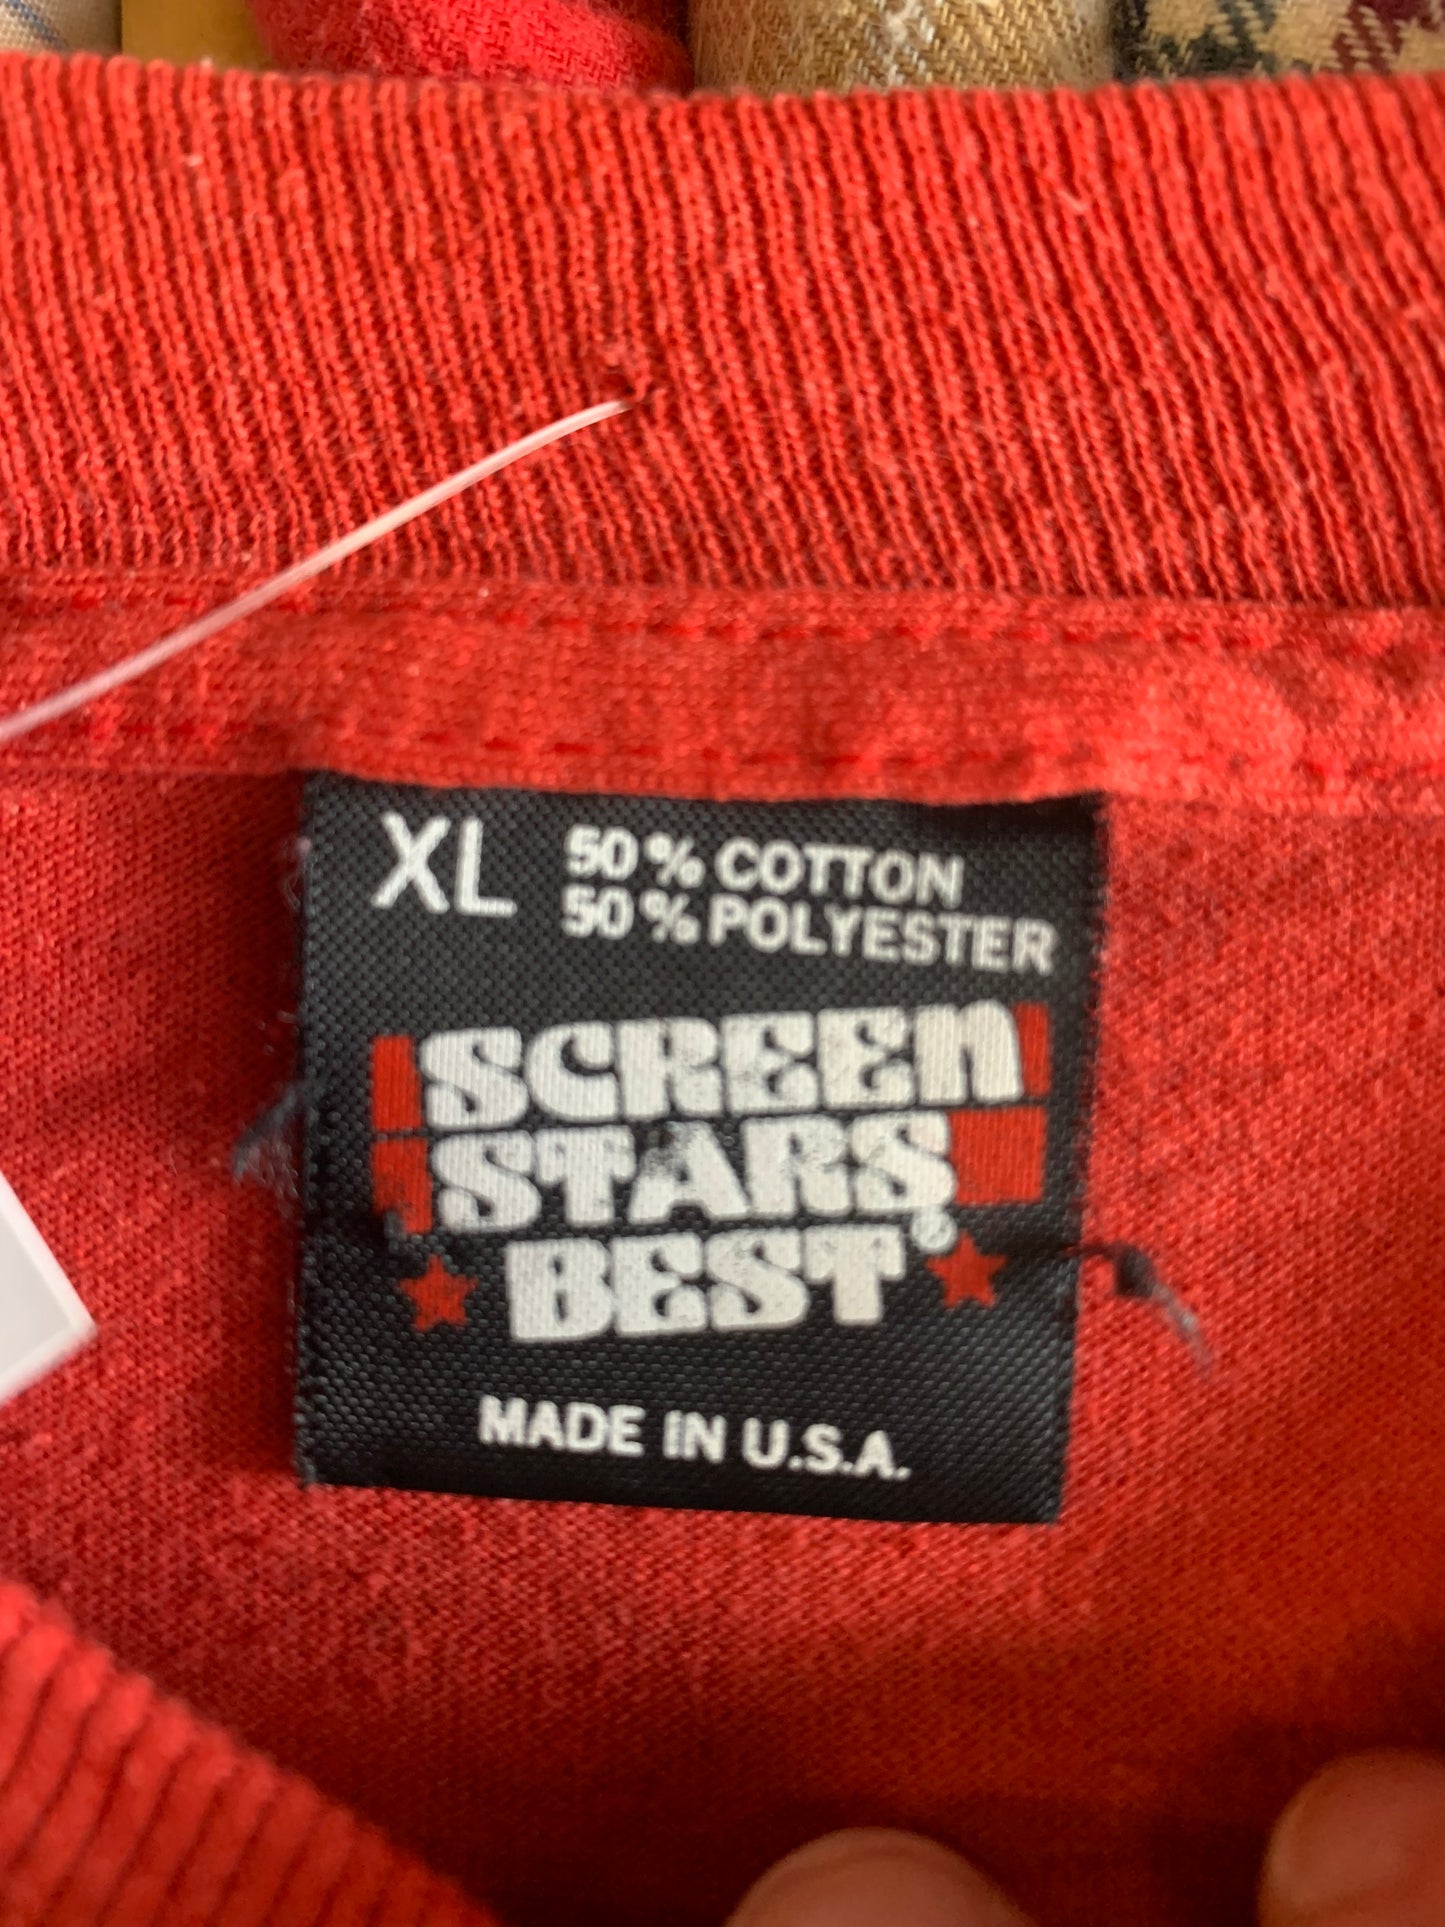 XL 50% COTTON
50% POLYESTER
SCREEN
STARS
BEST®
MADE IN U.S.A.